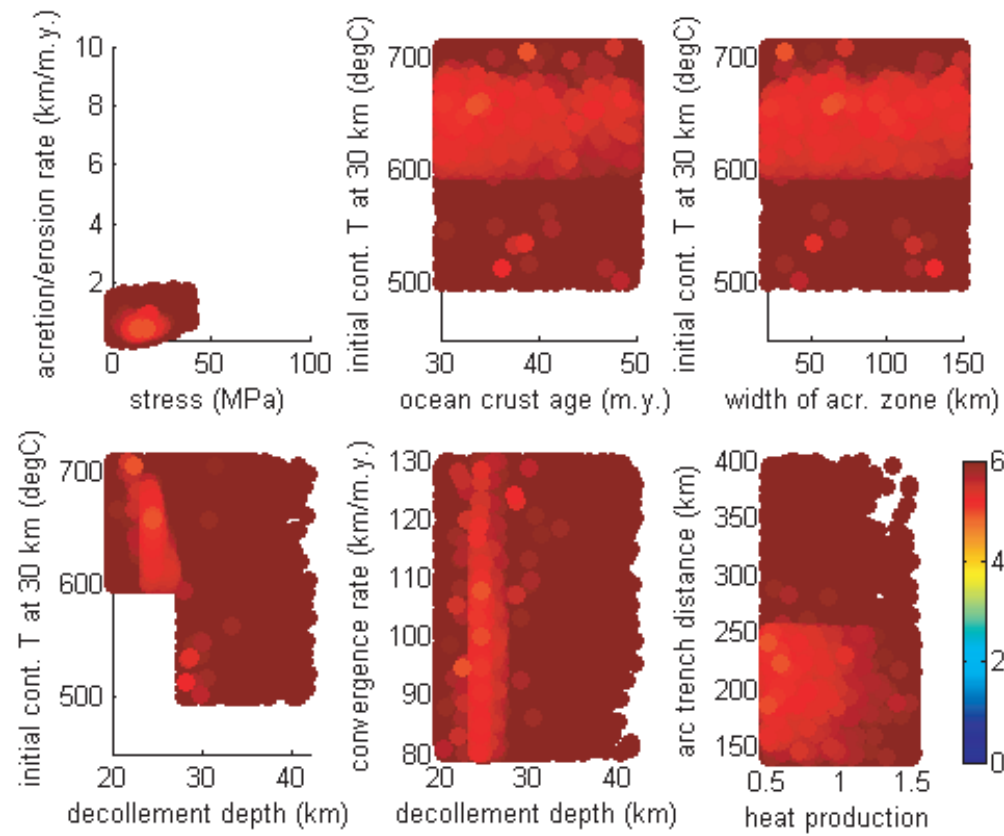 acretion/erosion rate (km/m.y.)
10
8
6
4
2
0 50 100
stress (MPa)
initial cont. T at 30 km (degC)
700
600
500
30 40 50
ocean crust age (m.y.)
initial cont. T at 30 km (degC)
700
600
500
50 100 150
width of acr. zone (km)
initial cont. T at 30 km (degC)
700
600
500
20 30 40
decollement depth (km)
convergence rate (km/m.y.)
130
120
110
100
90
80
20 30 40
decollement depth (km)
arc trench distance (km)
400
350
300
250
200
150
0.5 1 1.5
heat production
6
4
2
0